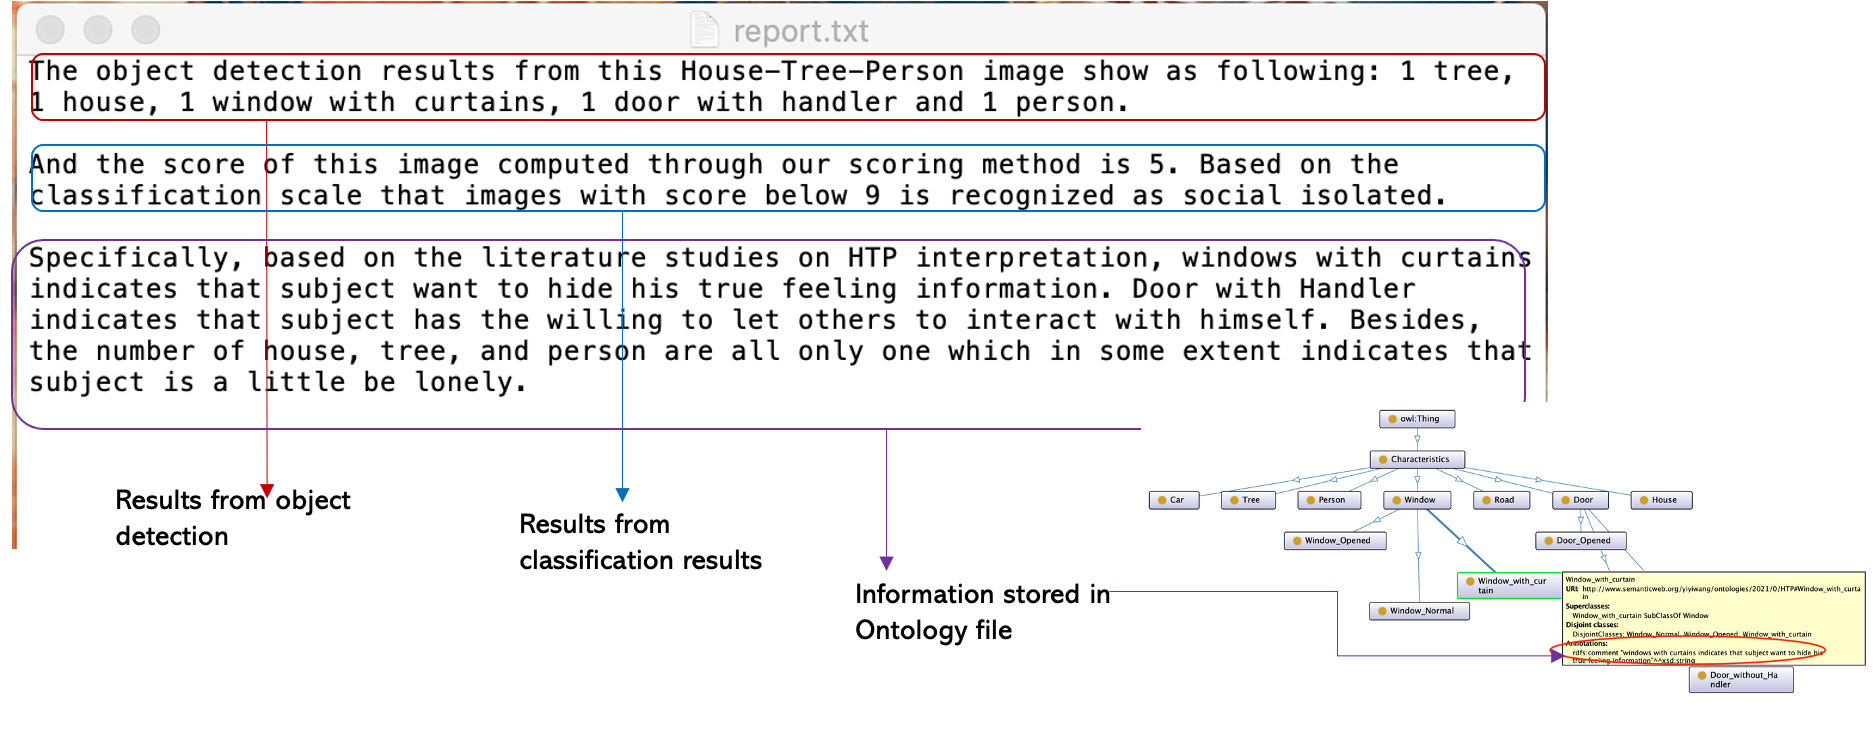 report.txt
The object detection results from this House-Tree-Person image show as following: 1 tree,
1 house, 1 window with curtains, 1 door with handler and 1 person.
And the score of this image computed through our scoring method is 5. Based on the
classification scale that images with score below 9 is recognized as social isolated.
Specifically, based on the literature studies on HTP interpretation, windows with curtains
indicates that subject want to hide his true feeling information. Door with Handler
indicates that subject has the willing to let others to interact with himself. Besides,
the number of house, tree, and person are all only one which in some extent indicates that
subject is a little be lonely.
Results from object
detection
Results from
classification results
Information stored in
Ontology file
owl:Thing
Characteristics
Car
Tree
Person
Window
Road
Door
House
Window_Opened
Door_Opened
Window_with_cur
tain
Window_Normal
Window_with_curtain
URI: http://www.semanticweb.org/yiyiwang/ontologies/2021/0/HTP#Window_with_curta
in
Superclasses:
Window_with_curtain SubClassOf Window
Disjoint classes:
DisjointClasses: Window_Normal, Window_Opened, Window_with_curtain
Annotations:
rdfs:comment "windows with curtains indicates that subject want to hide his
true feeling information"^^xsd:string
Door_without_Ha
ndler